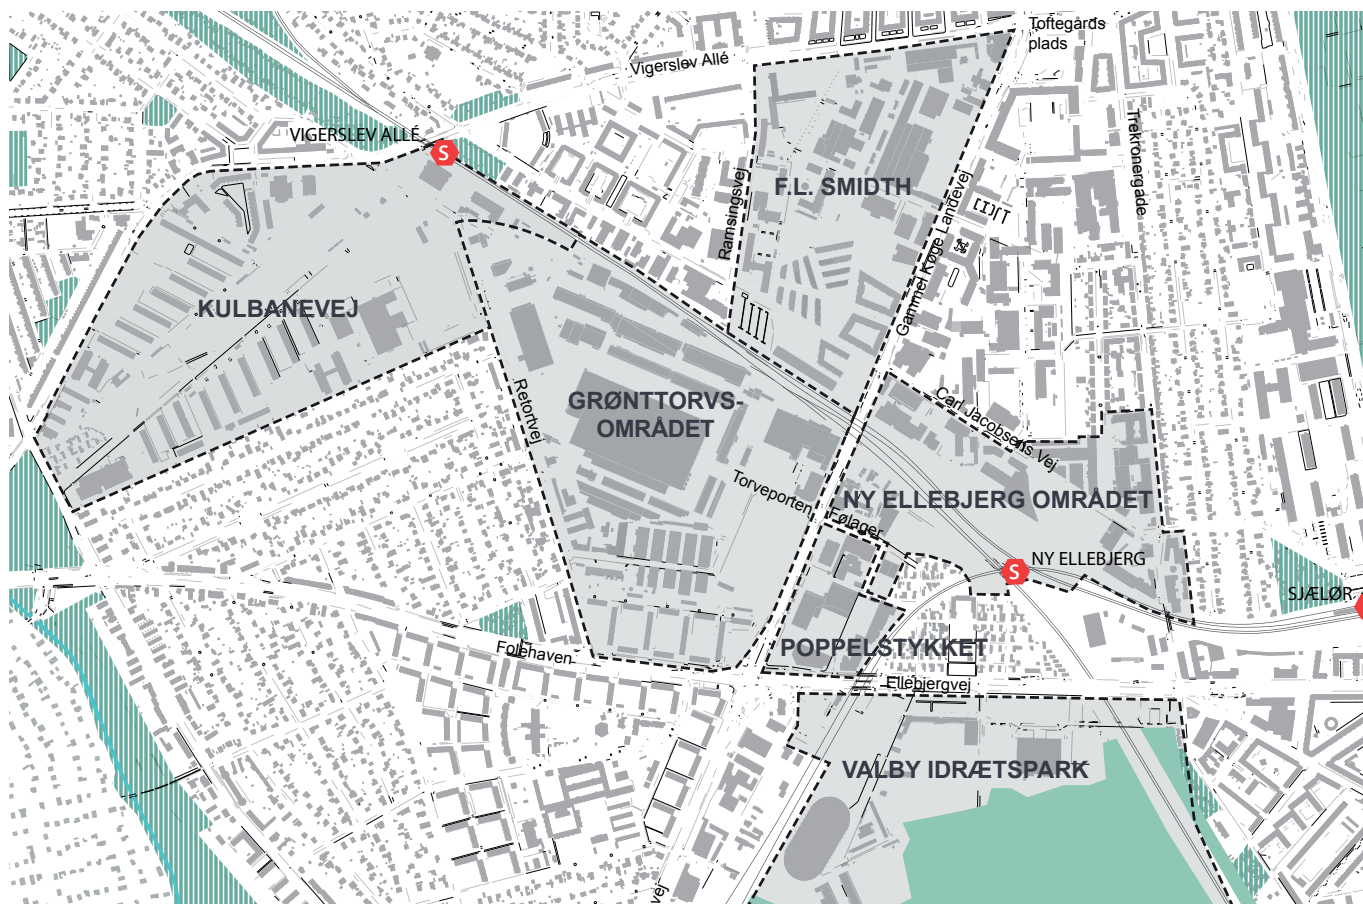 Toftegårds
plads
Vigerslev Allé
VIGERSLEV ALLÉ
S
Trekronergade
F.L. SMIDTH
Ramsingsvej
Gammel Køge Landevej
KULBANEVEJ
Retortvej
GRØNTTORVS-
OMRÅDET
Carl Jacobsens Vej
Torveporten
NY ELLEBJERG OMRÅDET
Følager
S
NY ELLEBJERG
SJÆLØR
Folehaven
POPPELSTYKKET
Ellebjergvej
VALBY IDRÆTSPARK
vej